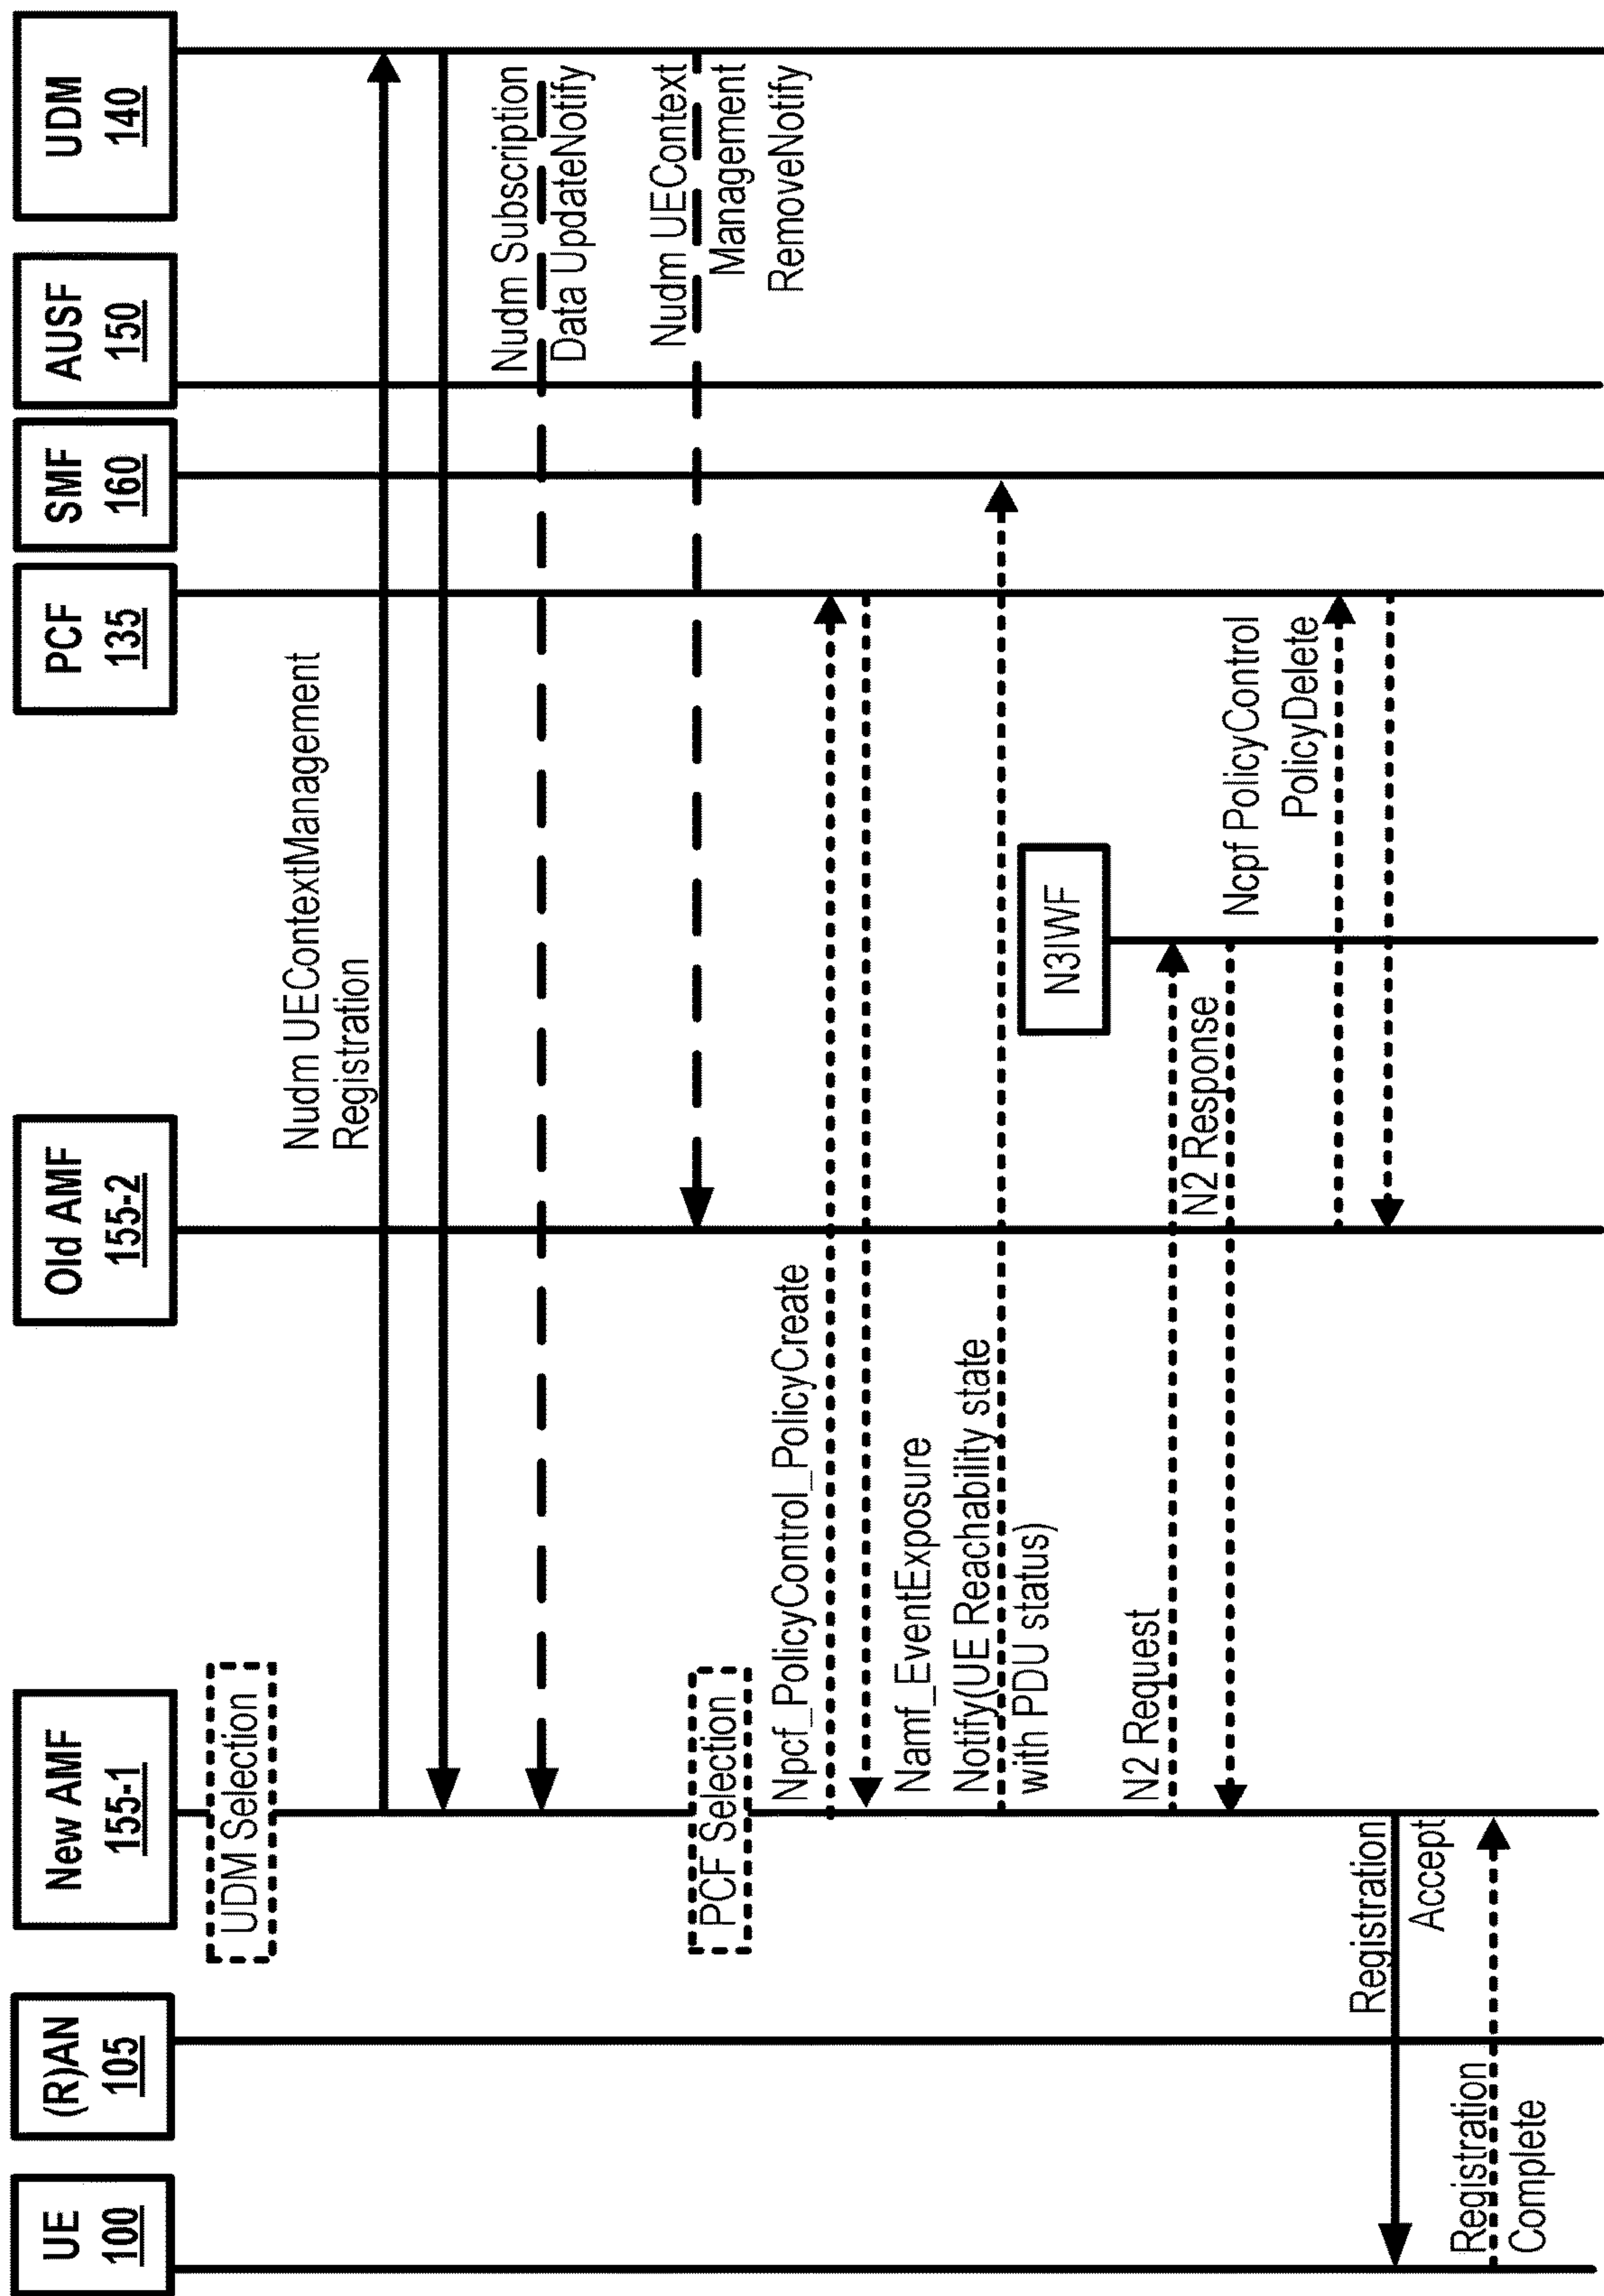 UE
100
(R)AN
105
New AMF
155-1
Old AMF
155-2
PCF
135
SMF
160
AUSF
150
UDM
140
UDM Selection
Nudm UEContextManagement
Registration
Nudm Subscription
Data UpdateNotify
Nudm UEContext
Management
RemoveNotify
PCF Selection
Npcf_PolicyControl_PolicyCreate
Namf_EventExposure
Notify(UE Reachability state
with PDU status)
N3IWF
N2 Request
N2 Response
Ncpf PolicyControl
PolicyDelete
Registration
Accept
Registration
Complete